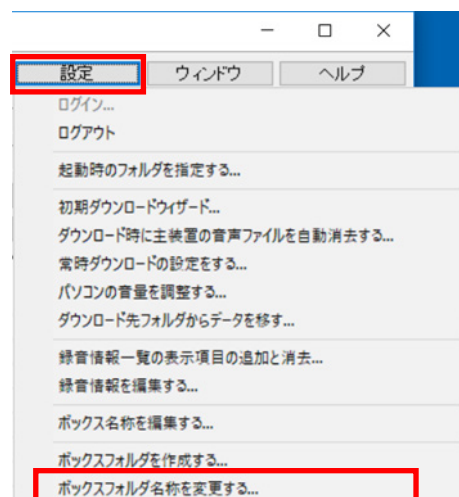 設定 ウィンドウ ヘルプ
ログイン...
ログアウト
起動時のフォルダを指定する...
初期ダウンロードウィザード...
ダウンロード時に主装置の音声ファイルを自動消去する...
常時ダウンロードの設定をする...
パソコンの音量を調整する...
ダウンロード先フォルダからデータを移す...
録音情報一覧の表示項目の追加と消去...
録音情報を編集する...
ボックス名称を編集する...
ボックスフォルダを作成する...
ボックスフォルダ名称を変更する...